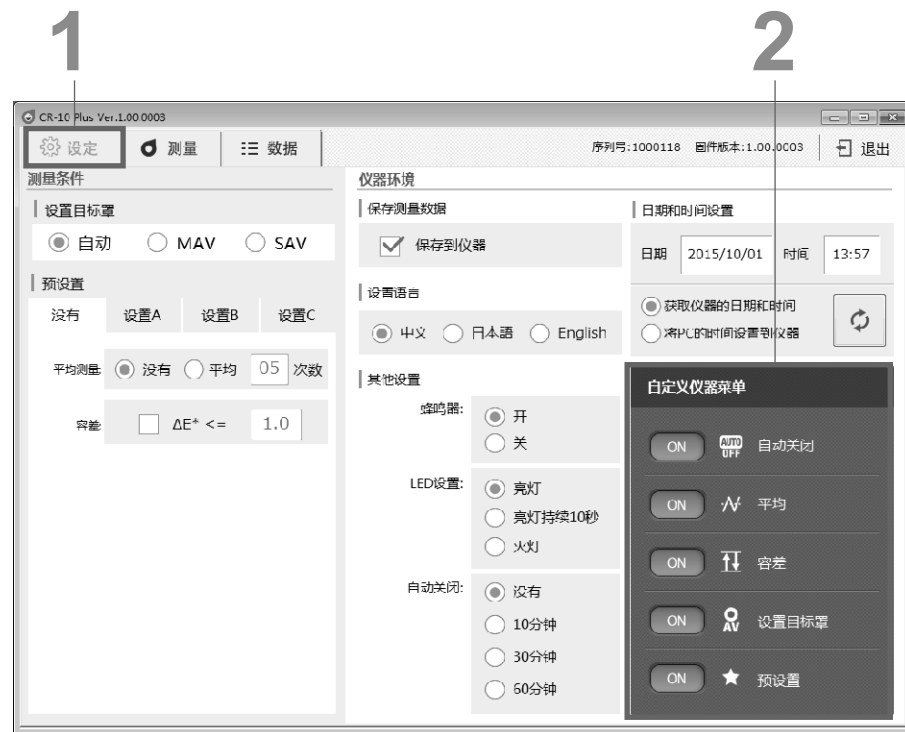 1
2
CR-10 Plus Ver.1.00.0003
设定 测量 数据 序列号:1000118 固件版本:1.00.0003 退出
测量条件
设置目标罩
自动 MAV SAV
预设置
没有 设置A 设置B 设置C
平均测量: 没有 平均 05 次数
容差: ΔE* <= 1.0
仪器环境
保存测量数据
保存到仪器
设置语言
中文 日本語 English
其他设置
蜂鸣器: 开
关
LED设置: 亮灯
亮灯持续10秒
火灯
自动关闭: 没有
10分钟
30分钟
60分钟
日期和时间设置
日期 2015/10/01 时间 13:57
获取仪器的日期和时间
将PC的时间设置到仪器
自定义仪器菜单
ON AUTO OFF 自动关闭
ON 平均
ON 容差
ON AV 设置目标罩
ON 预设置